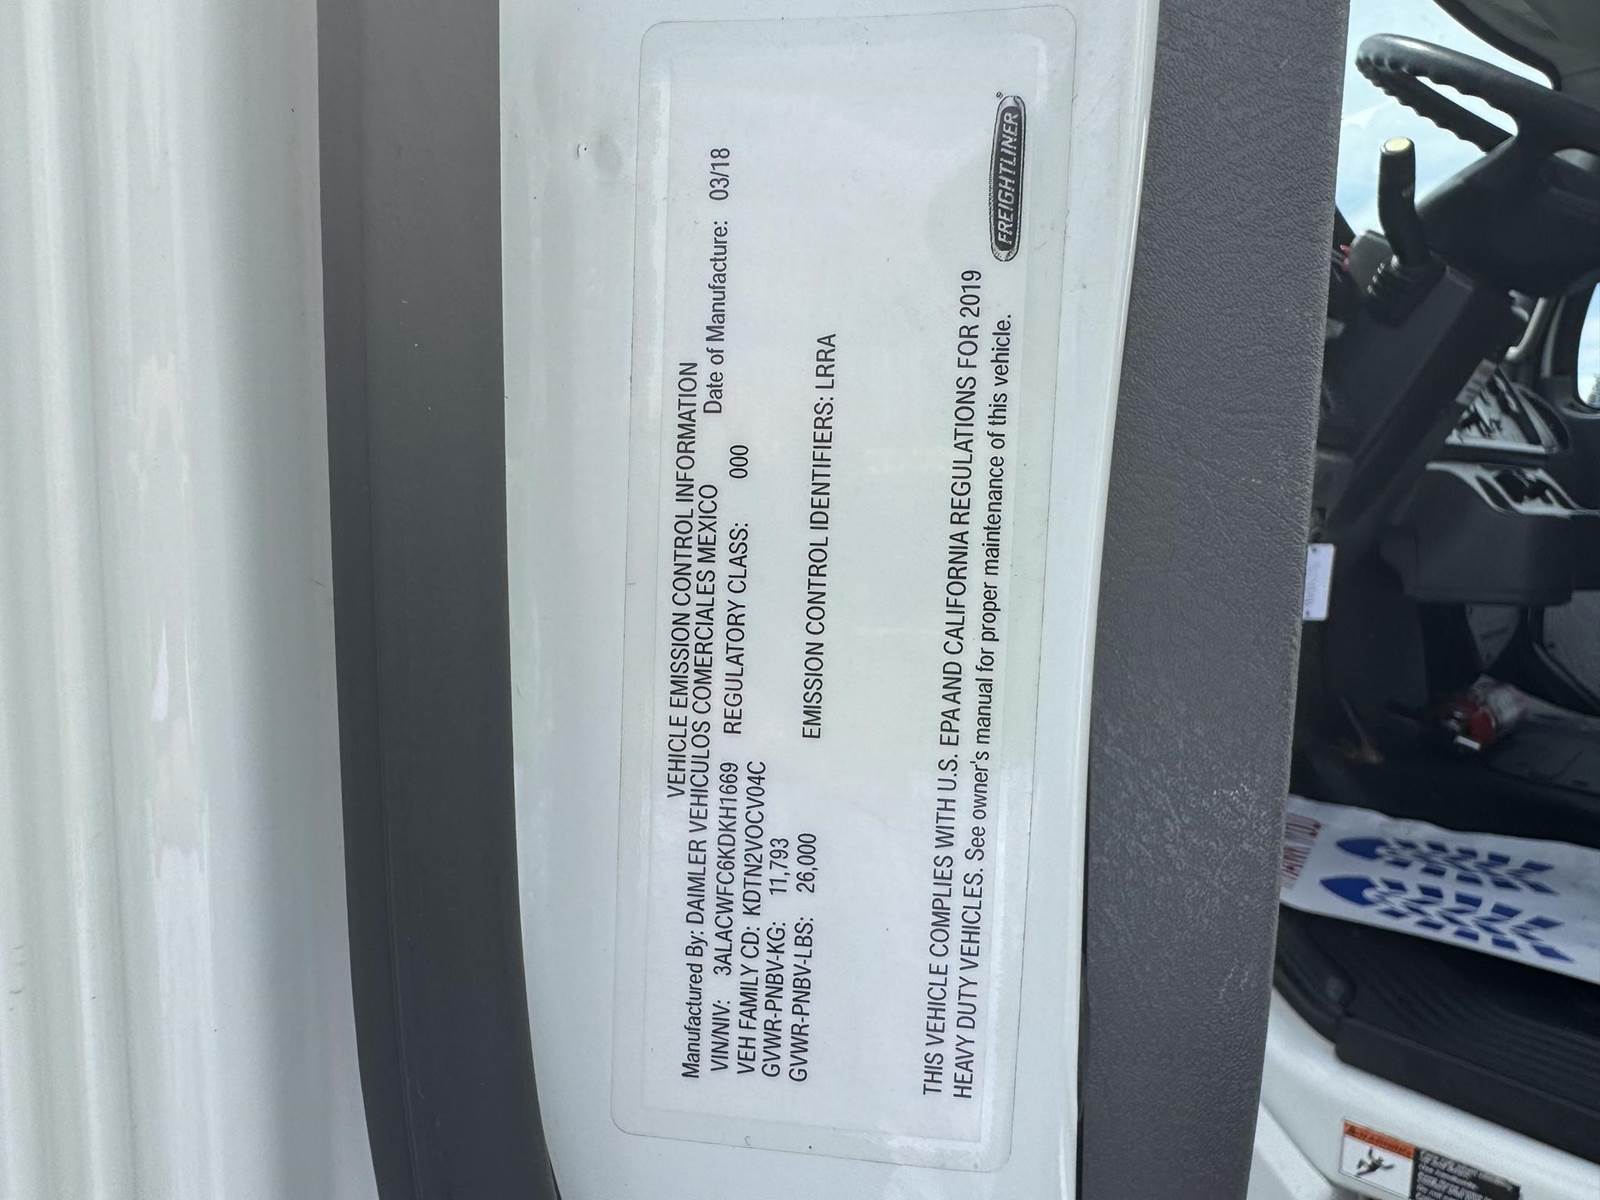 VEHICLE EMISSION CONTROL INFORMATION
Manufactured By: DAIMLER VEHICULOS COMERCIALES MEXICO Date of Manufacture: 03/18
VIN/NIV: 3ALACWFC6KDKH1669 REGULATORY CLASS: 000
VEH FAMILY CD: KDTN2VOCV04C
GVWR-PNBV-KG: 11,793
GVWR-PNBV-LBS: 26,000 EMISSION CONTROL IDENTIFIERS: LRRA
THIS VEHICLE COMPLIES WITH U.S. EPA AND CALIFORNIA REGULATIONS FOR 2019
HEAVY DUTY VEHICLES. See owner's manual for proper maintenance of this vehicle.
FREIGHTLINER®
WARNING